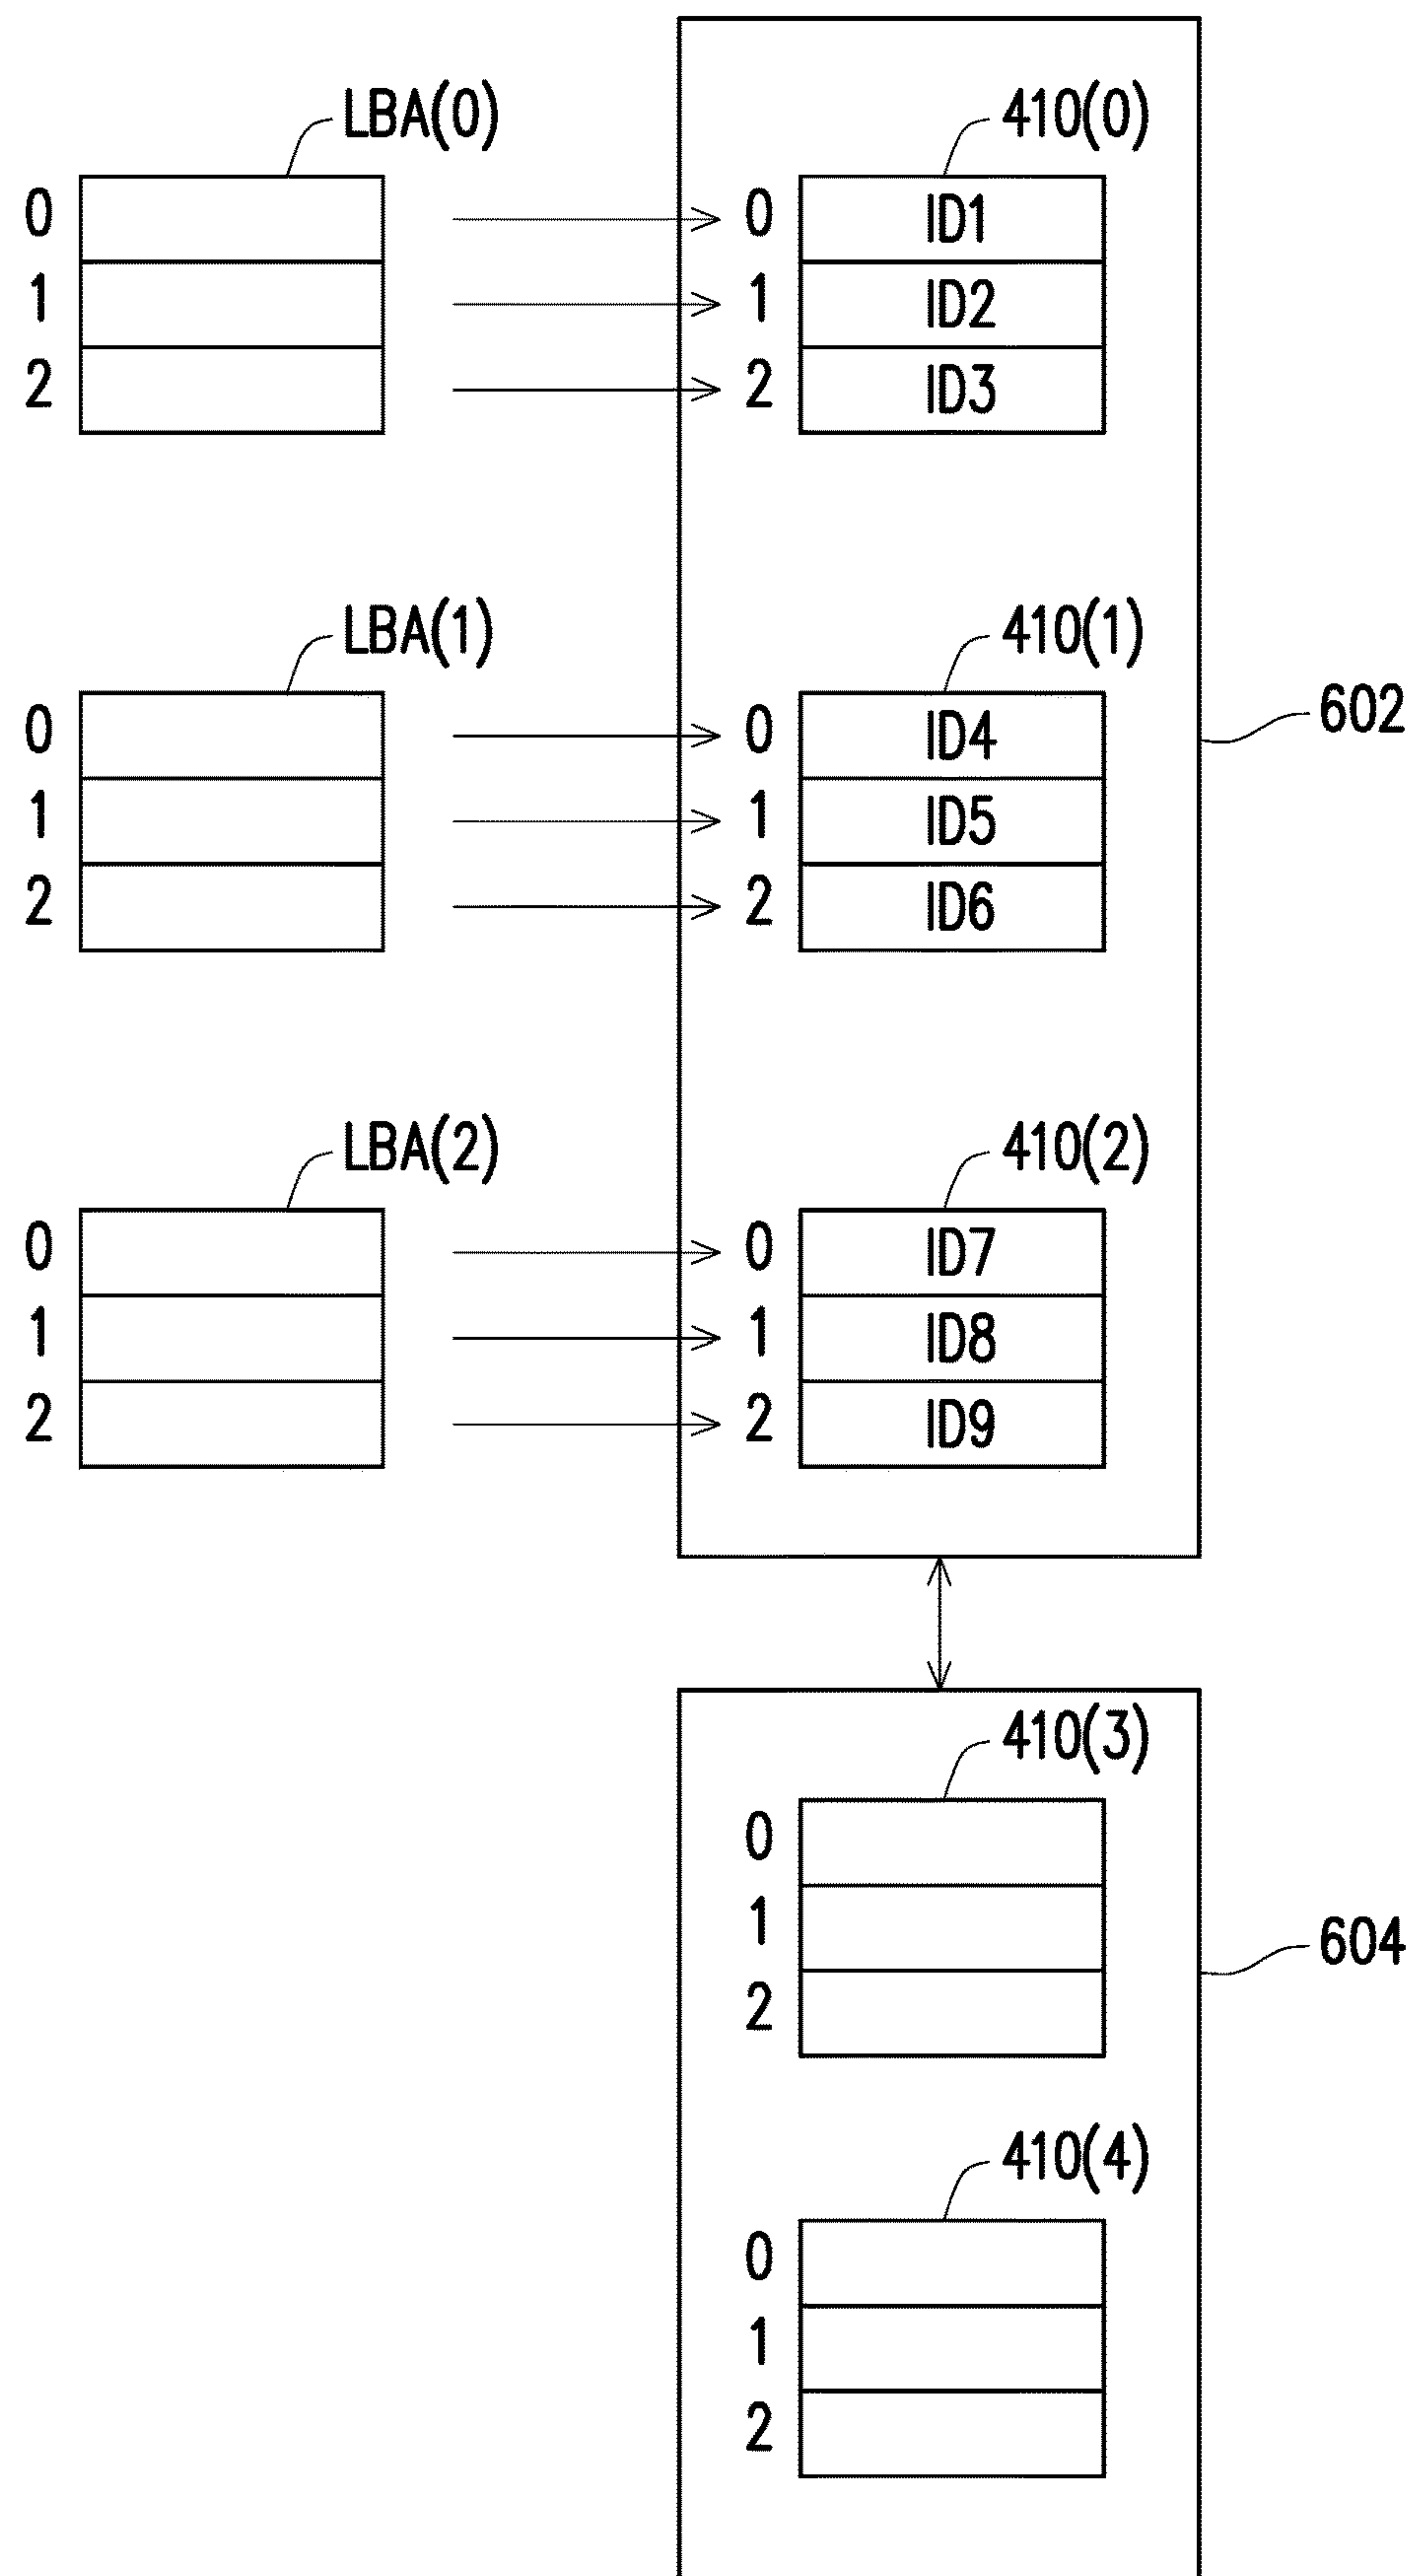 LBA(0) 410(0)
0 0 ID1
1 1 ID2
2 2 ID3
LBA(1) 410(1)
602
0 0 ID4
1 1 ID5
2 2 ID6
LBA(2) 410(2)
0 0 ID7
1 1 ID8
2 2 ID9
410(3)
0
1
604
2
410(4)
0
1
2